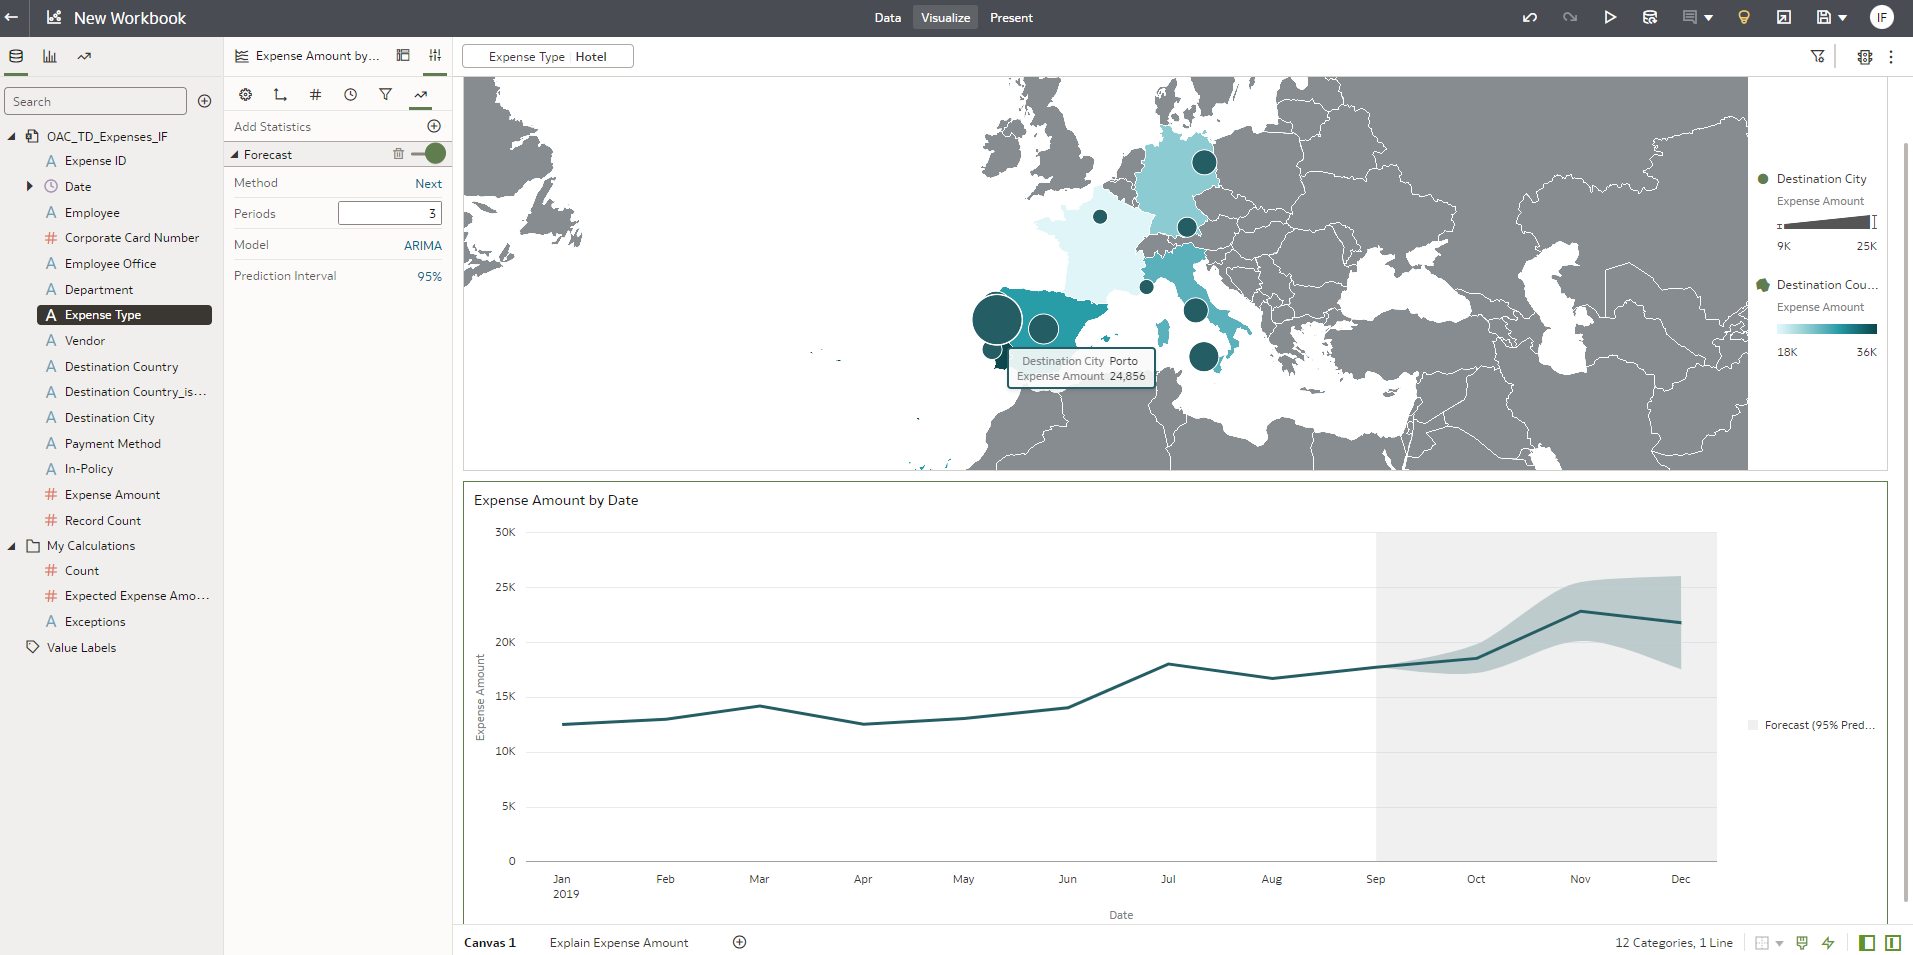 New Workbook
Data Visualize Present
IF
Expense Amount by...
Expense Type Hotel
Search
Add Statistics
Forecast
Method Next
Periods 3
Model ARIMA
Prediction Interval 95%
OAC_TD_Expenses_IF
Expense ID
Date
Employee
Corporate Card Number
Employee Office
Department
Expense Type
Vendor
Destination Country
Destination Country_is...
Destination City
Payment Method
In-Policy
Expense Amount
Record Count
My Calculations
Count
Expected Expense Amo...
Exceptions
Value Labels
Destination City Porto
Expense Amount 24,856
Destination City
Expense Amount
9K 25K
Destination Cou...
Expense Amount
18K 36K
Expense Amount by Date
30K
25K
20K
15K
10K
5K
0
Expense Amount
Jan Feb Mar Apr May Jun Jul Aug Sep Oct Nov Dec
2019
Date
Forecast (95% Pred...
Canvas 1 Explain Expense Amount
12 Categories, 1 Line